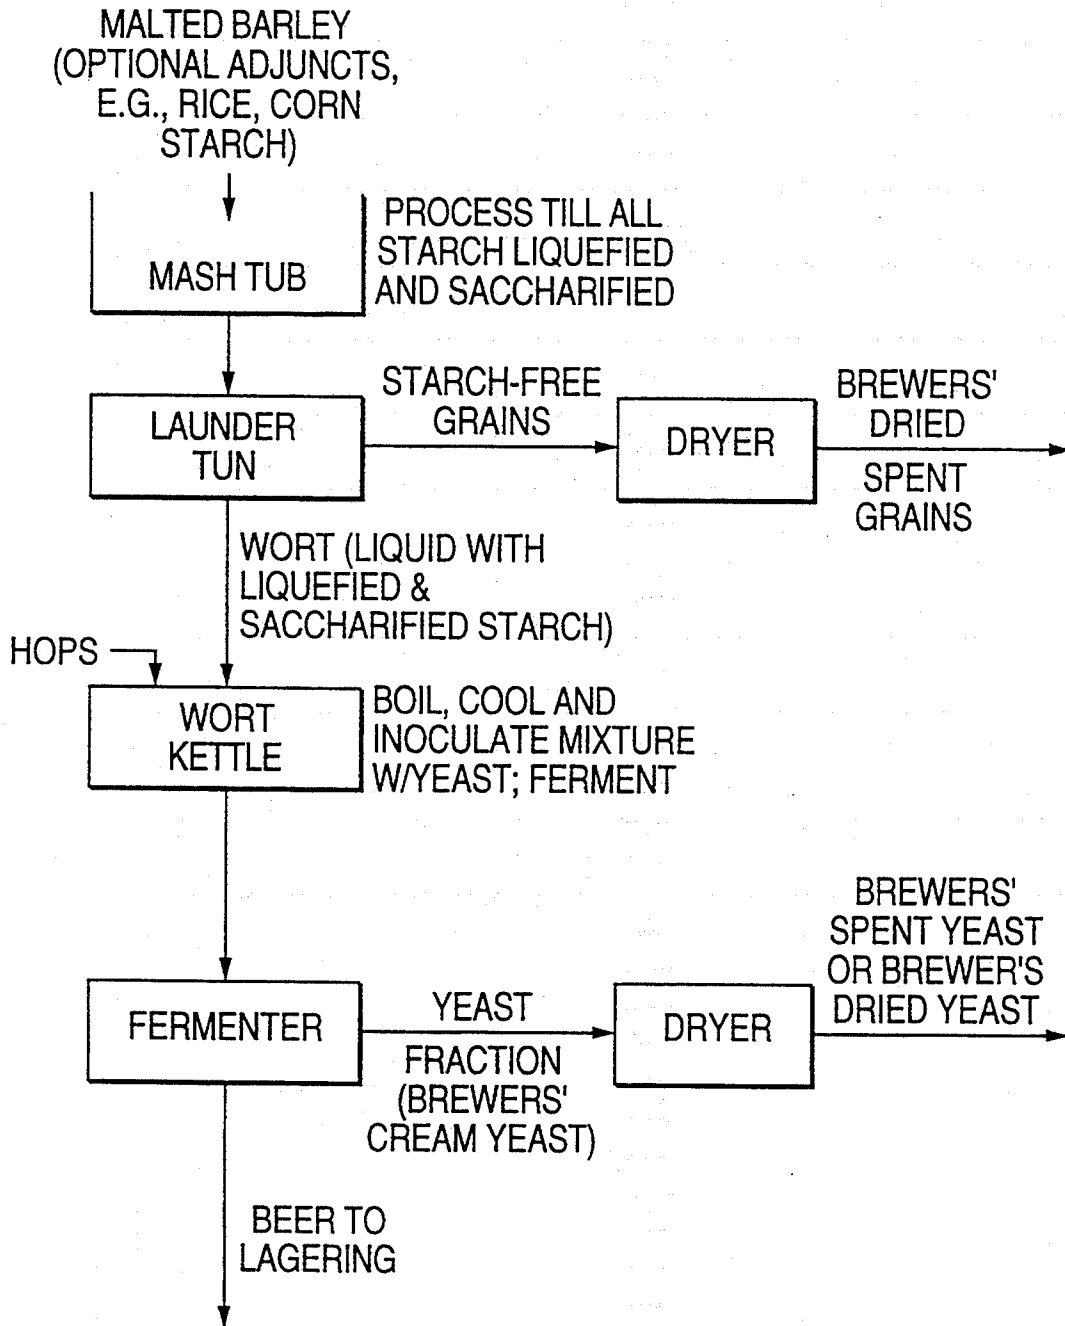 MALTED BARLEY
(OPTIONAL ADJUNCTS,
E.G., RICE, CORN
STARCH)
PROCESS TILL ALL
STARCH LIQUEFIED
AND SACCHARIFIED
MASH TUB
STARCH-FREE
GRAINS
BREWERS'
DRIED
SPENT
GRAINS
LAUNDER
TUN
DRYER
WORT (LIQUID WITH
LIQUEFIED &
SACCHARIFIED STARCH)
HOPS
WORT
KETTLE
BOIL, COOL AND
INOCULATE MIXTURE
W/YEAST; FERMENT
BREWERS'
SPENT YEAST
OR BREWER'S
DRIED YEAST
FERMENTER
YEAST
FRACTION
(BREWERS'
CREAM YEAST)
DRYER
BEER TO
LAGERING